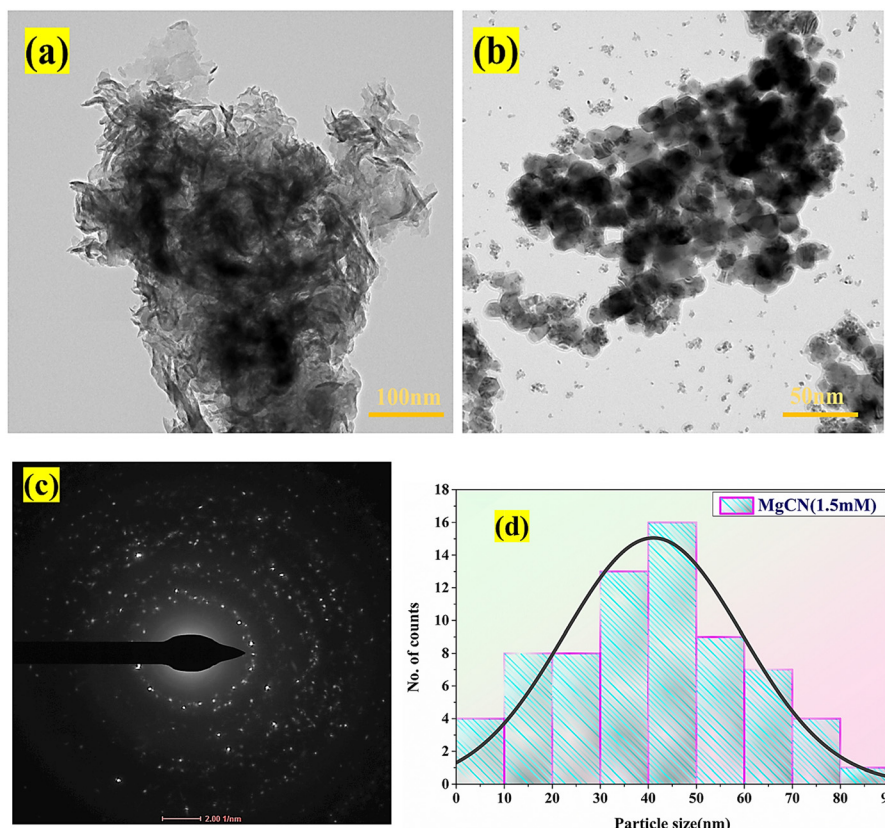 (a)
100nm
(b)
50nm
(c)
2.00 1/nm
(d)
MgCN(1.5mM)
No. of counts
18
16
14
12
10
8
6
4
2
0
0 10 20 30 40 50 60 70 80 90
Particle size(nm)